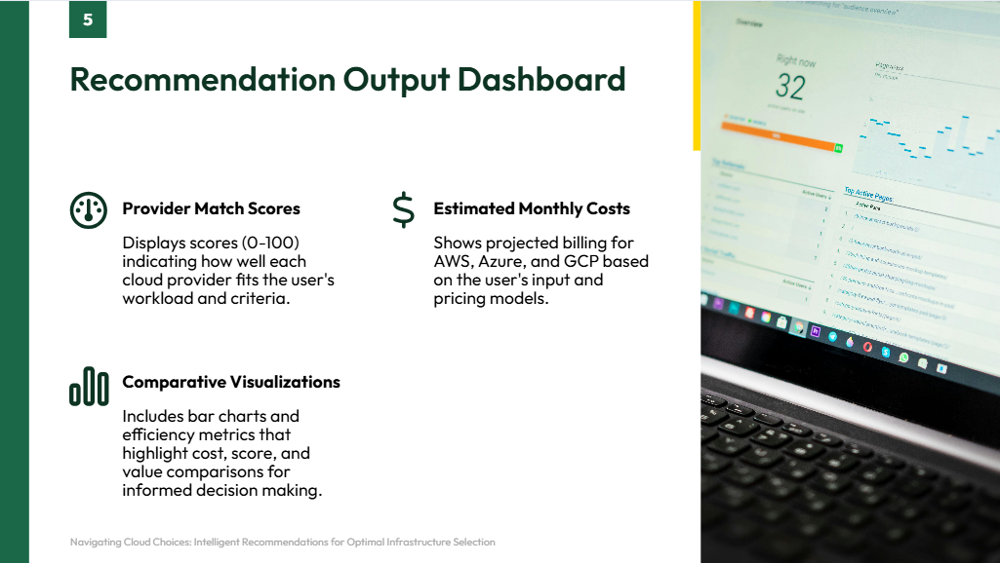 5
Recommendation Output Dashboard
Provider Match Scores
Displays scores (0-100)
indicating how well each
cloud provider fits the user's
workload and criteria.
Estimated Monthly Costs
Shows projected billing for
AWS, Azure, and GCP based
on the user's input and
pricing models.
Comparative Visualizations
Includes bar charts and
efficiency metrics that
highlight cost, score, and
value comparisons for
informed decision making.
Navigating Cloud Choices: Intelligent Recommendations for Optimal Infrastructure Selection
"audience overview"
Overview
Right now
32
Pageviews
Top Active Pages:
Active Page